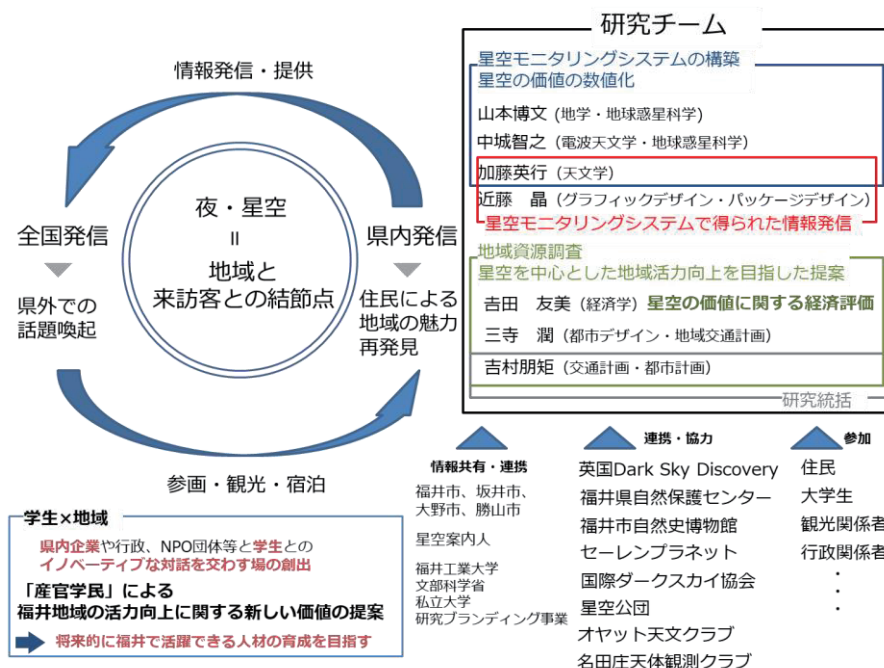 情報発信・提供
夜・星空
＝
地域と
来訪客との結節点
全国発信
県外での
話題喚起
県内発信
住民による
地域の魅力
再発見
参画・観光・宿泊
学生×地域
県内企業や行政、NPO団体等と学生との
イノベーティブな対話を交わす場の創出
「産官学民」による
福井地域の活力向上に関する新しい価値の提案
将来的に福井で活躍できる人材の育成を目指す
研究チーム
星空モニタリングシステムの構築
星空の価値の数値化
山本博文 (地学・地球惑星科学)
中城智之 (電波天文学・地球惑星科学)
加藤英行 (天文学)
近藤　晶 (グラフィックデザイン・パッケージデザイン)
星空モニタリングシステムで得られた情報発信
地域資源調査
星空を中心とした地域活力向上を目指した提案
吉田　友美 (経済学) 星空の価値に関する経済評価
三寺　潤 (都市デザイン・地域交通計画)
吉村朋矩 (交通計画・都市計画)
研究統括
情報共有・連携
福井市、坂井市、
大野市、勝山市
星空案内人
福井工業大学
文部科学省
私立大学
研究ブランディング事業
連携・協力
英国Dark Sky Discovery
福井県自然保護センター
福井市自然史博物館
セーレンプラネット
国際ダークスカイ協会
星空公団
オヤット天文クラブ
名田庄天体観測クラブ
参加
住民
大学生
観光関係者
行政関係者
・
・
・